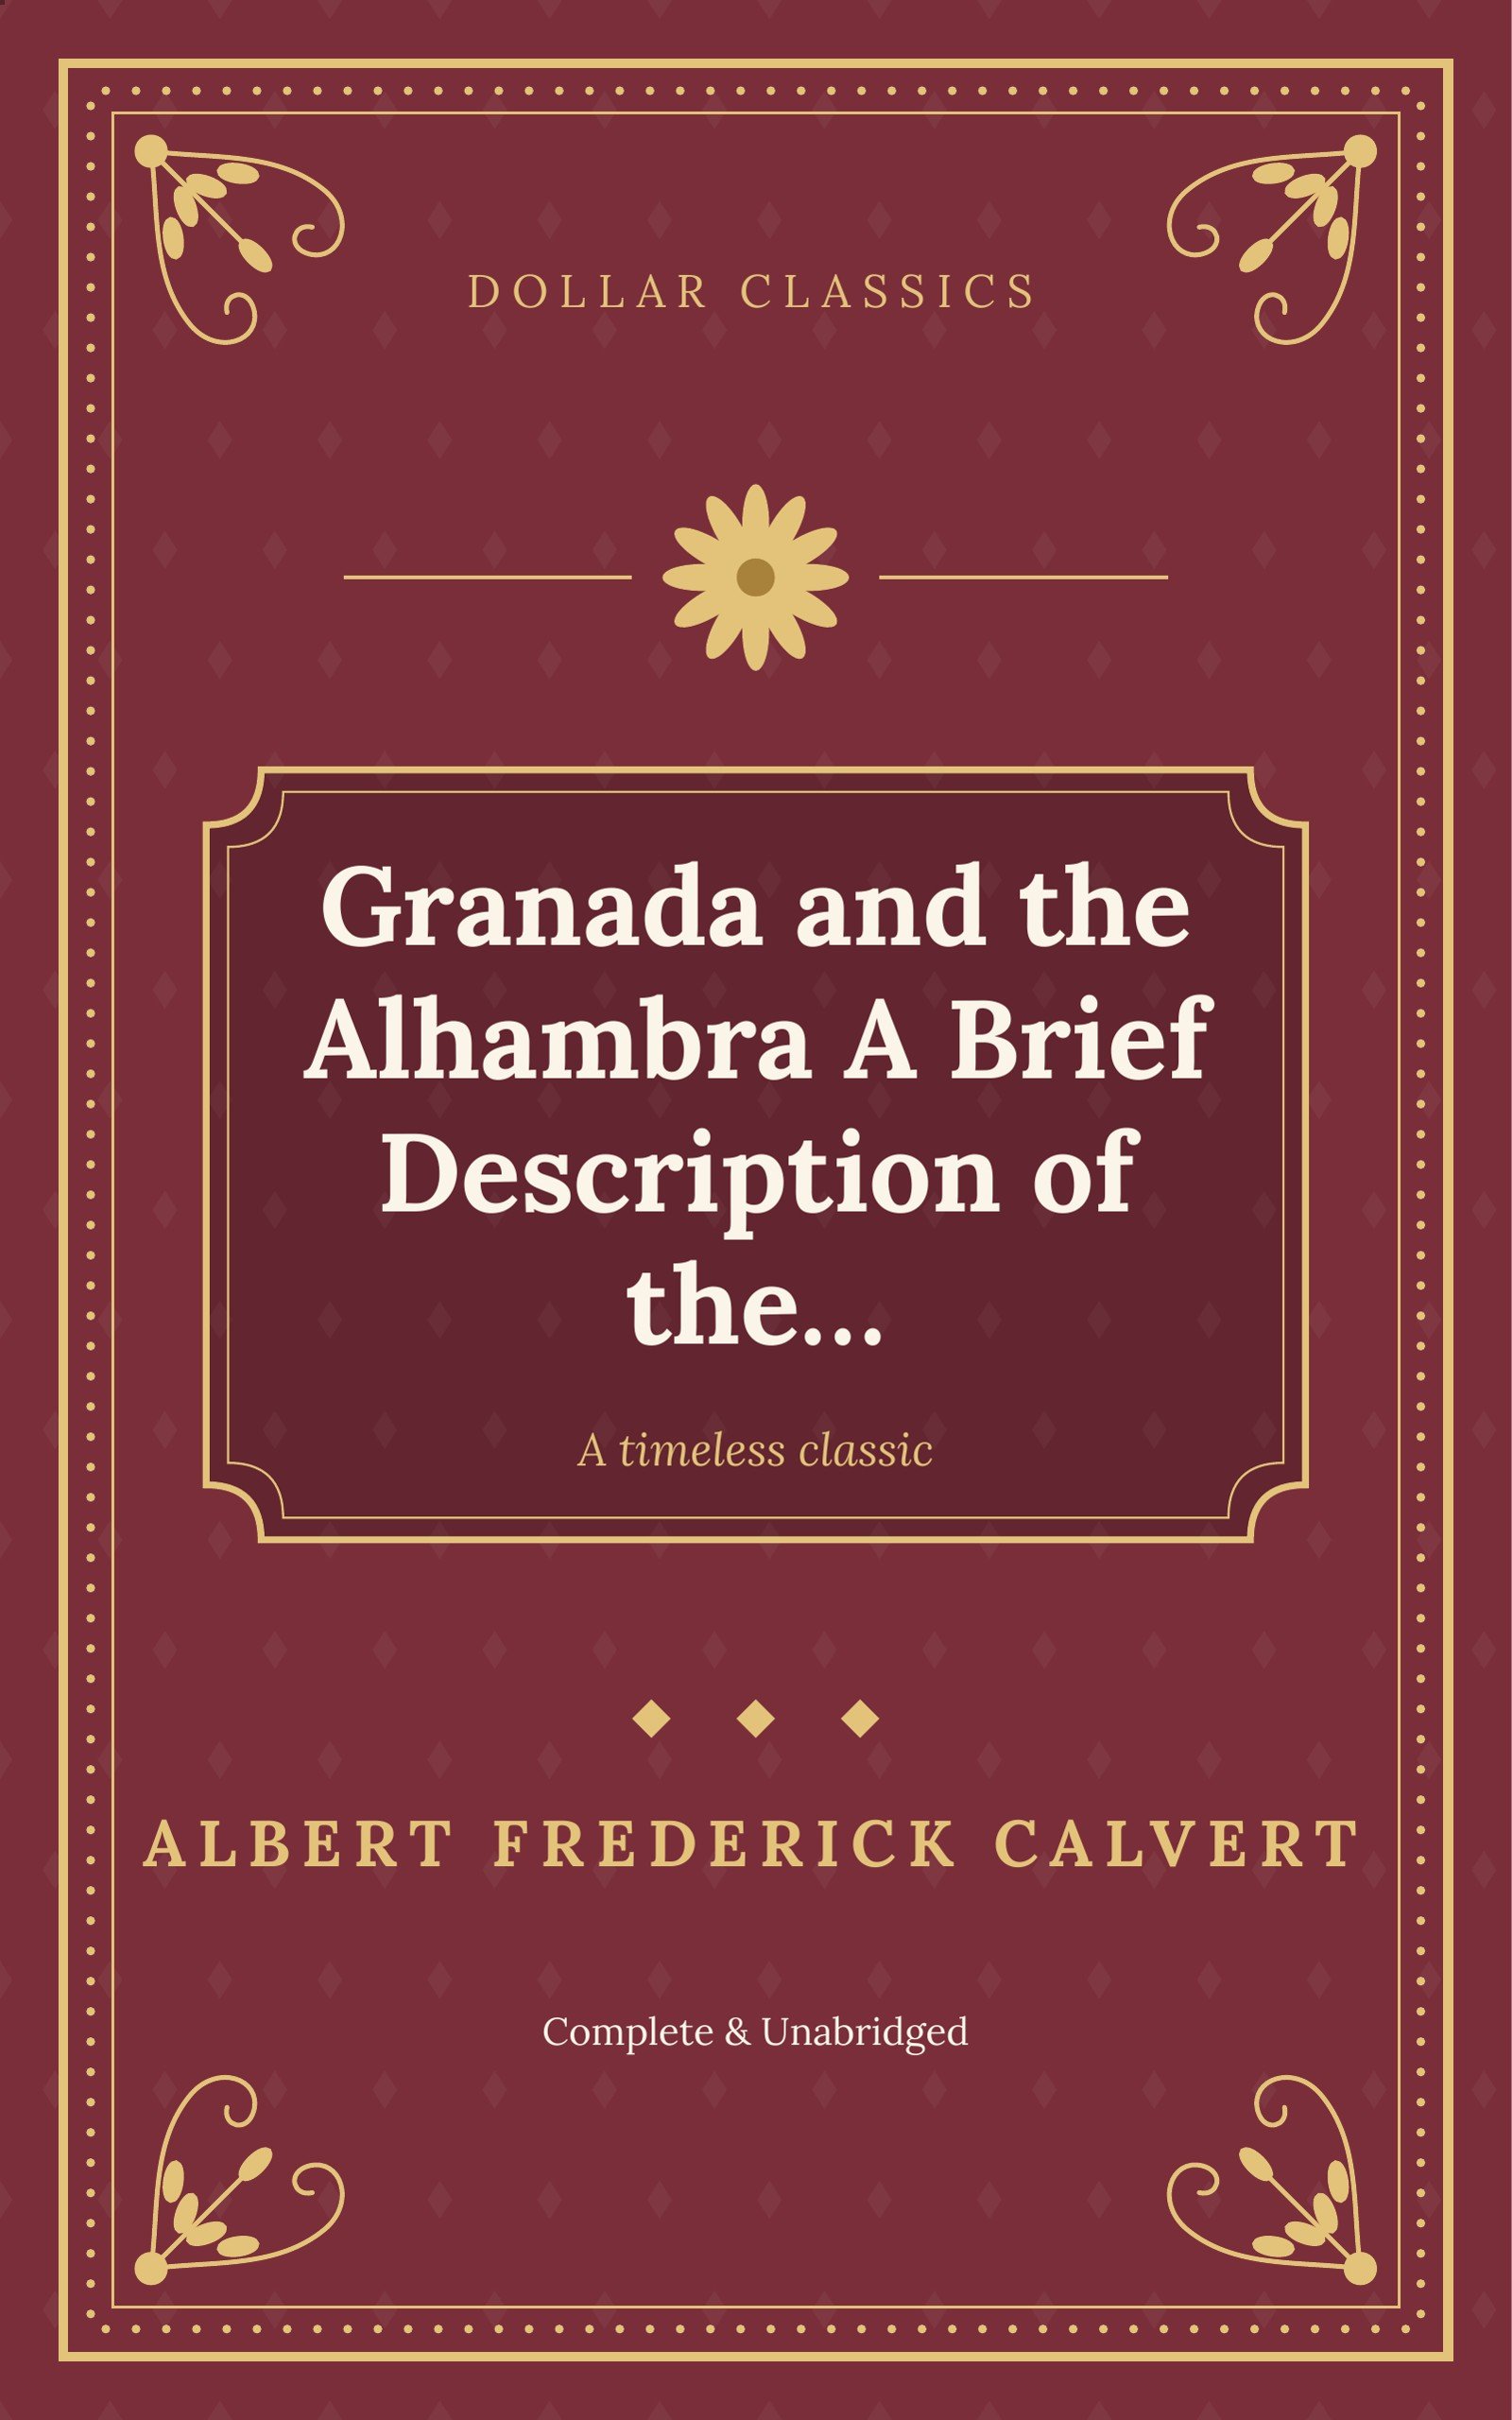 DOLLAR CLASSICS
Granada and the
Alhambra A Brief
Description of
the...
A timeless classic
ALBERT FREDERICK CALVERT
Complete & Unabridged